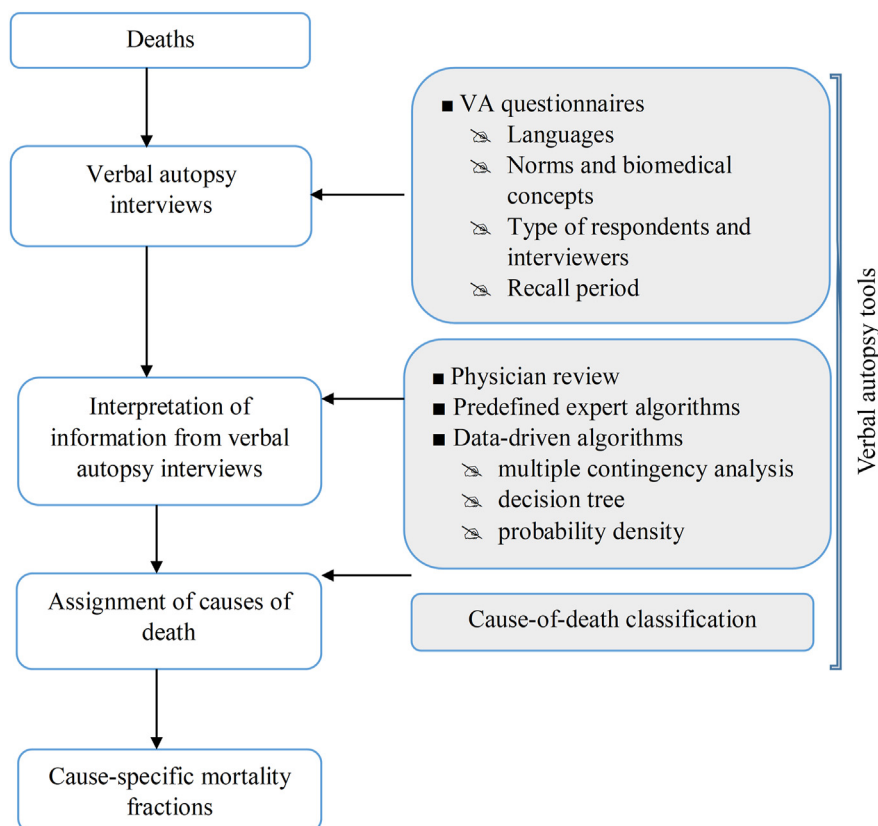 Deaths
Verbal autopsy
interviews
■ VA questionnaires
Languages
Norms and biomedical
concepts
Type of respondents and
interviewers
Recall period
Interpretation of
information from verbal
autopsy interviews
■ Physician review
■ Predefined expert algorithms
■ Data-driven algorithms
multiple contingency analysis
decision tree
probability density
Assignment of causes of
death
Cause-of-death classification
Cause-specific mortality
fractions
Verbal autopsy tools